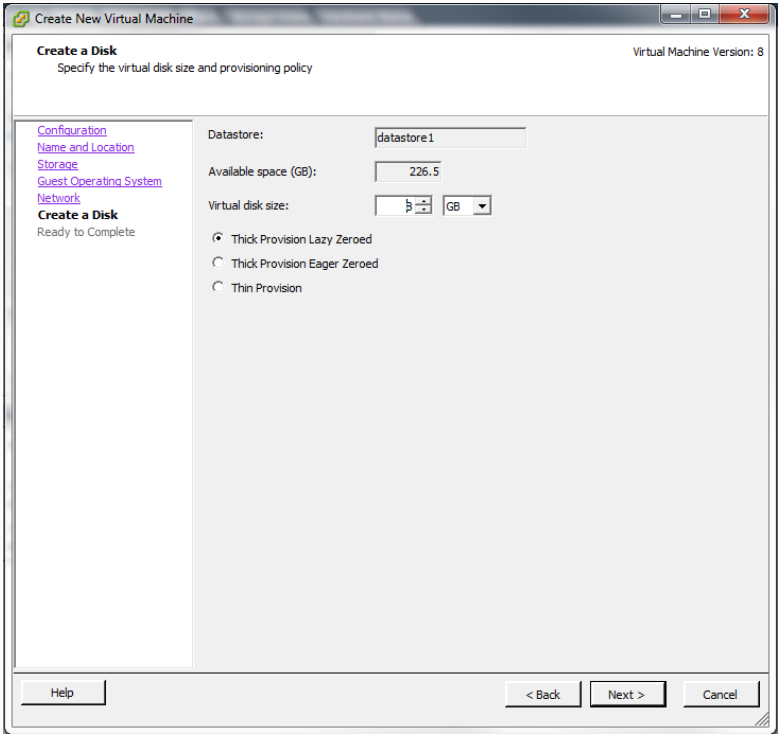 Create New Virtual Machine
Create a Disk
Virtual Machine Version: 8
Specify the virtual disk size and provisioning policy
Configuration
Name and Location
Storage
Guest Operating System
Network
Create a Disk
Ready to Complete
Datastore: datastore1
Available space (GB): 226.5
Virtual disk size: GB
Thick Provision Lazy Zeroed
Thick Provision Eager Zeroed
Thin Provision
Help
< Back
Next >
Cancel